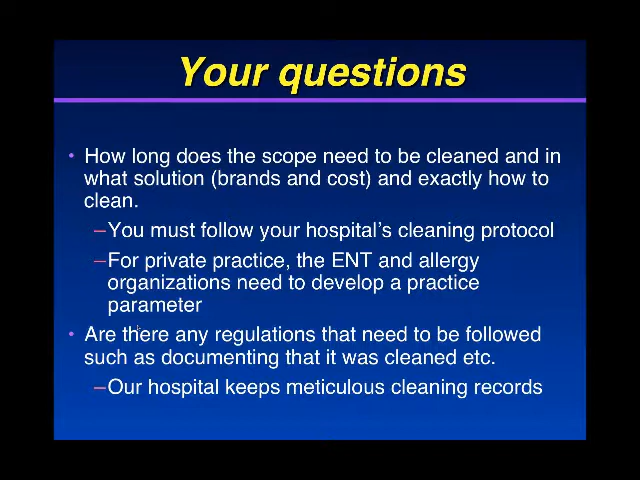 Your questions
• How long does the scope need to be cleaned and in
what solution (brands and cost) and exactly how to
clean.
–You must follow your hospital's cleaning protocol
–For private practice, the ENT and allergy
organizations need to develop a practice
parameter
• Are there any regulations that need to be followed
such as documenting that it was cleaned etc.
–Our hospital keeps meticulous cleaning records